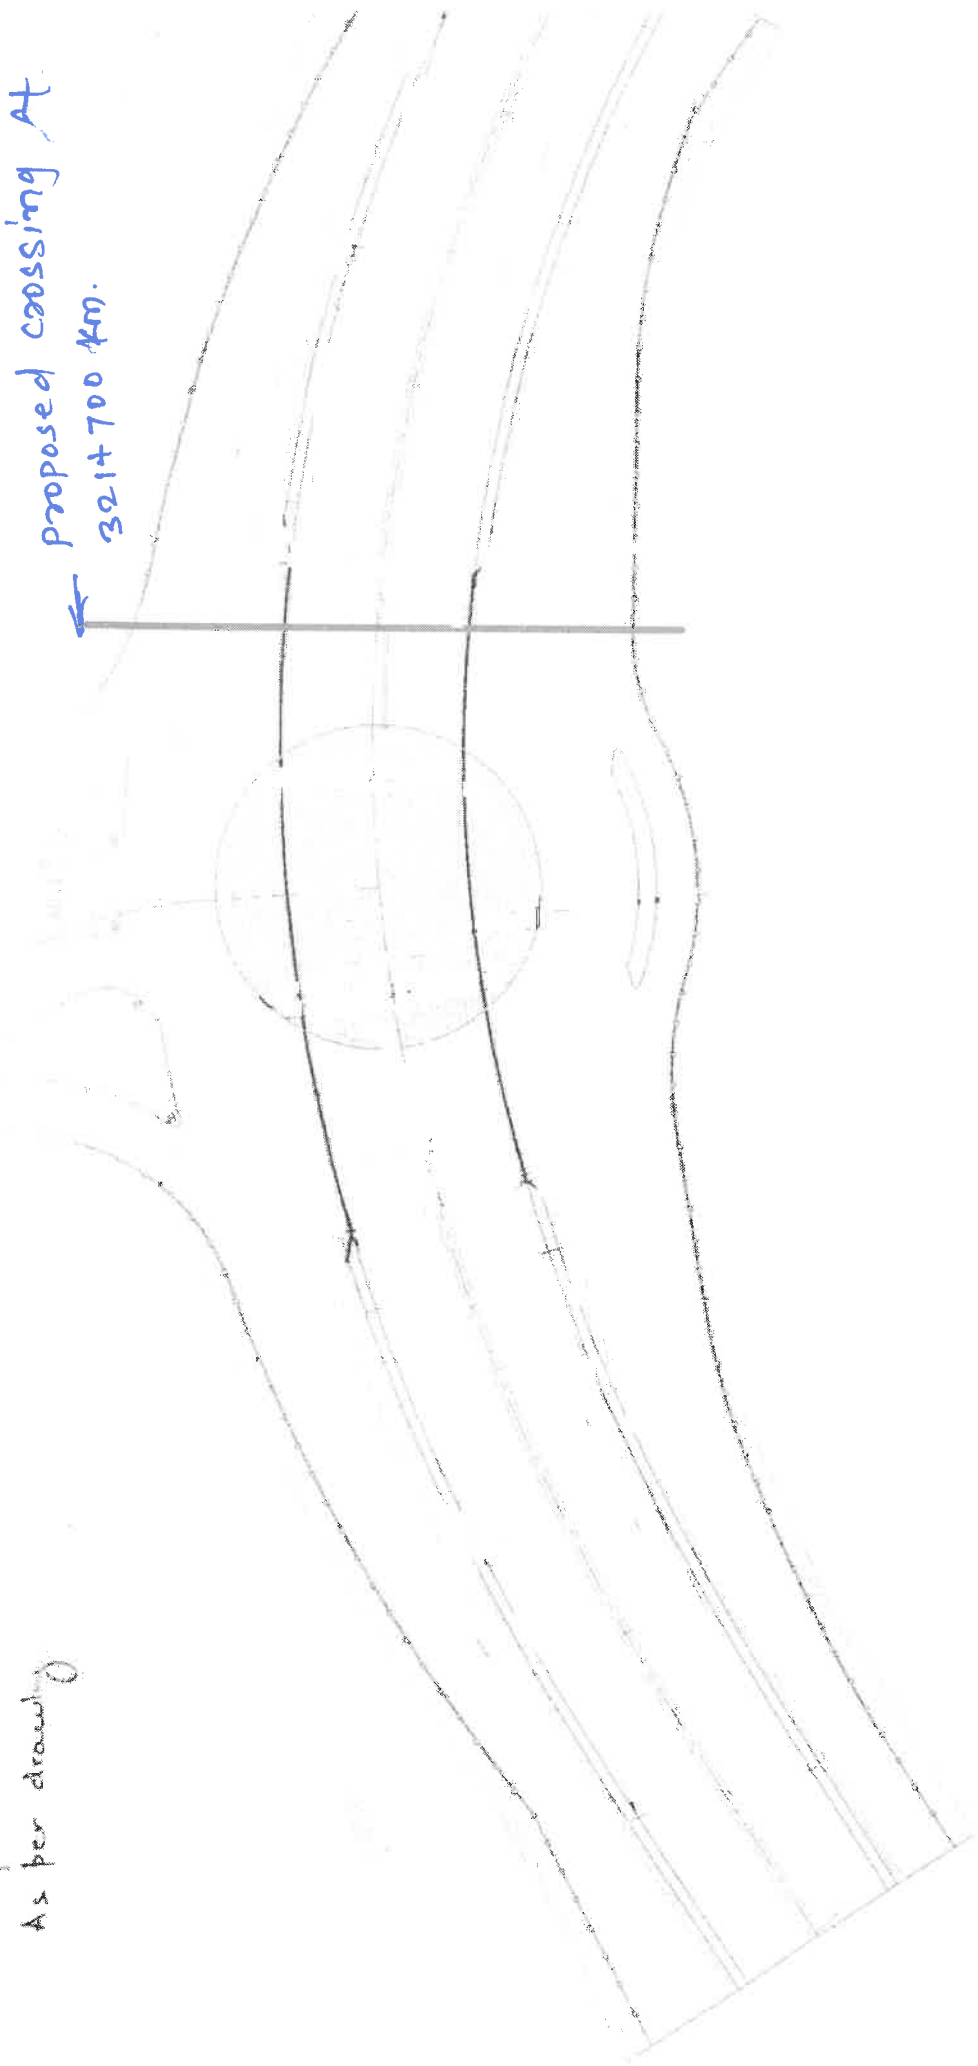 proposed crossing At.
321+700 km.
As per drawing